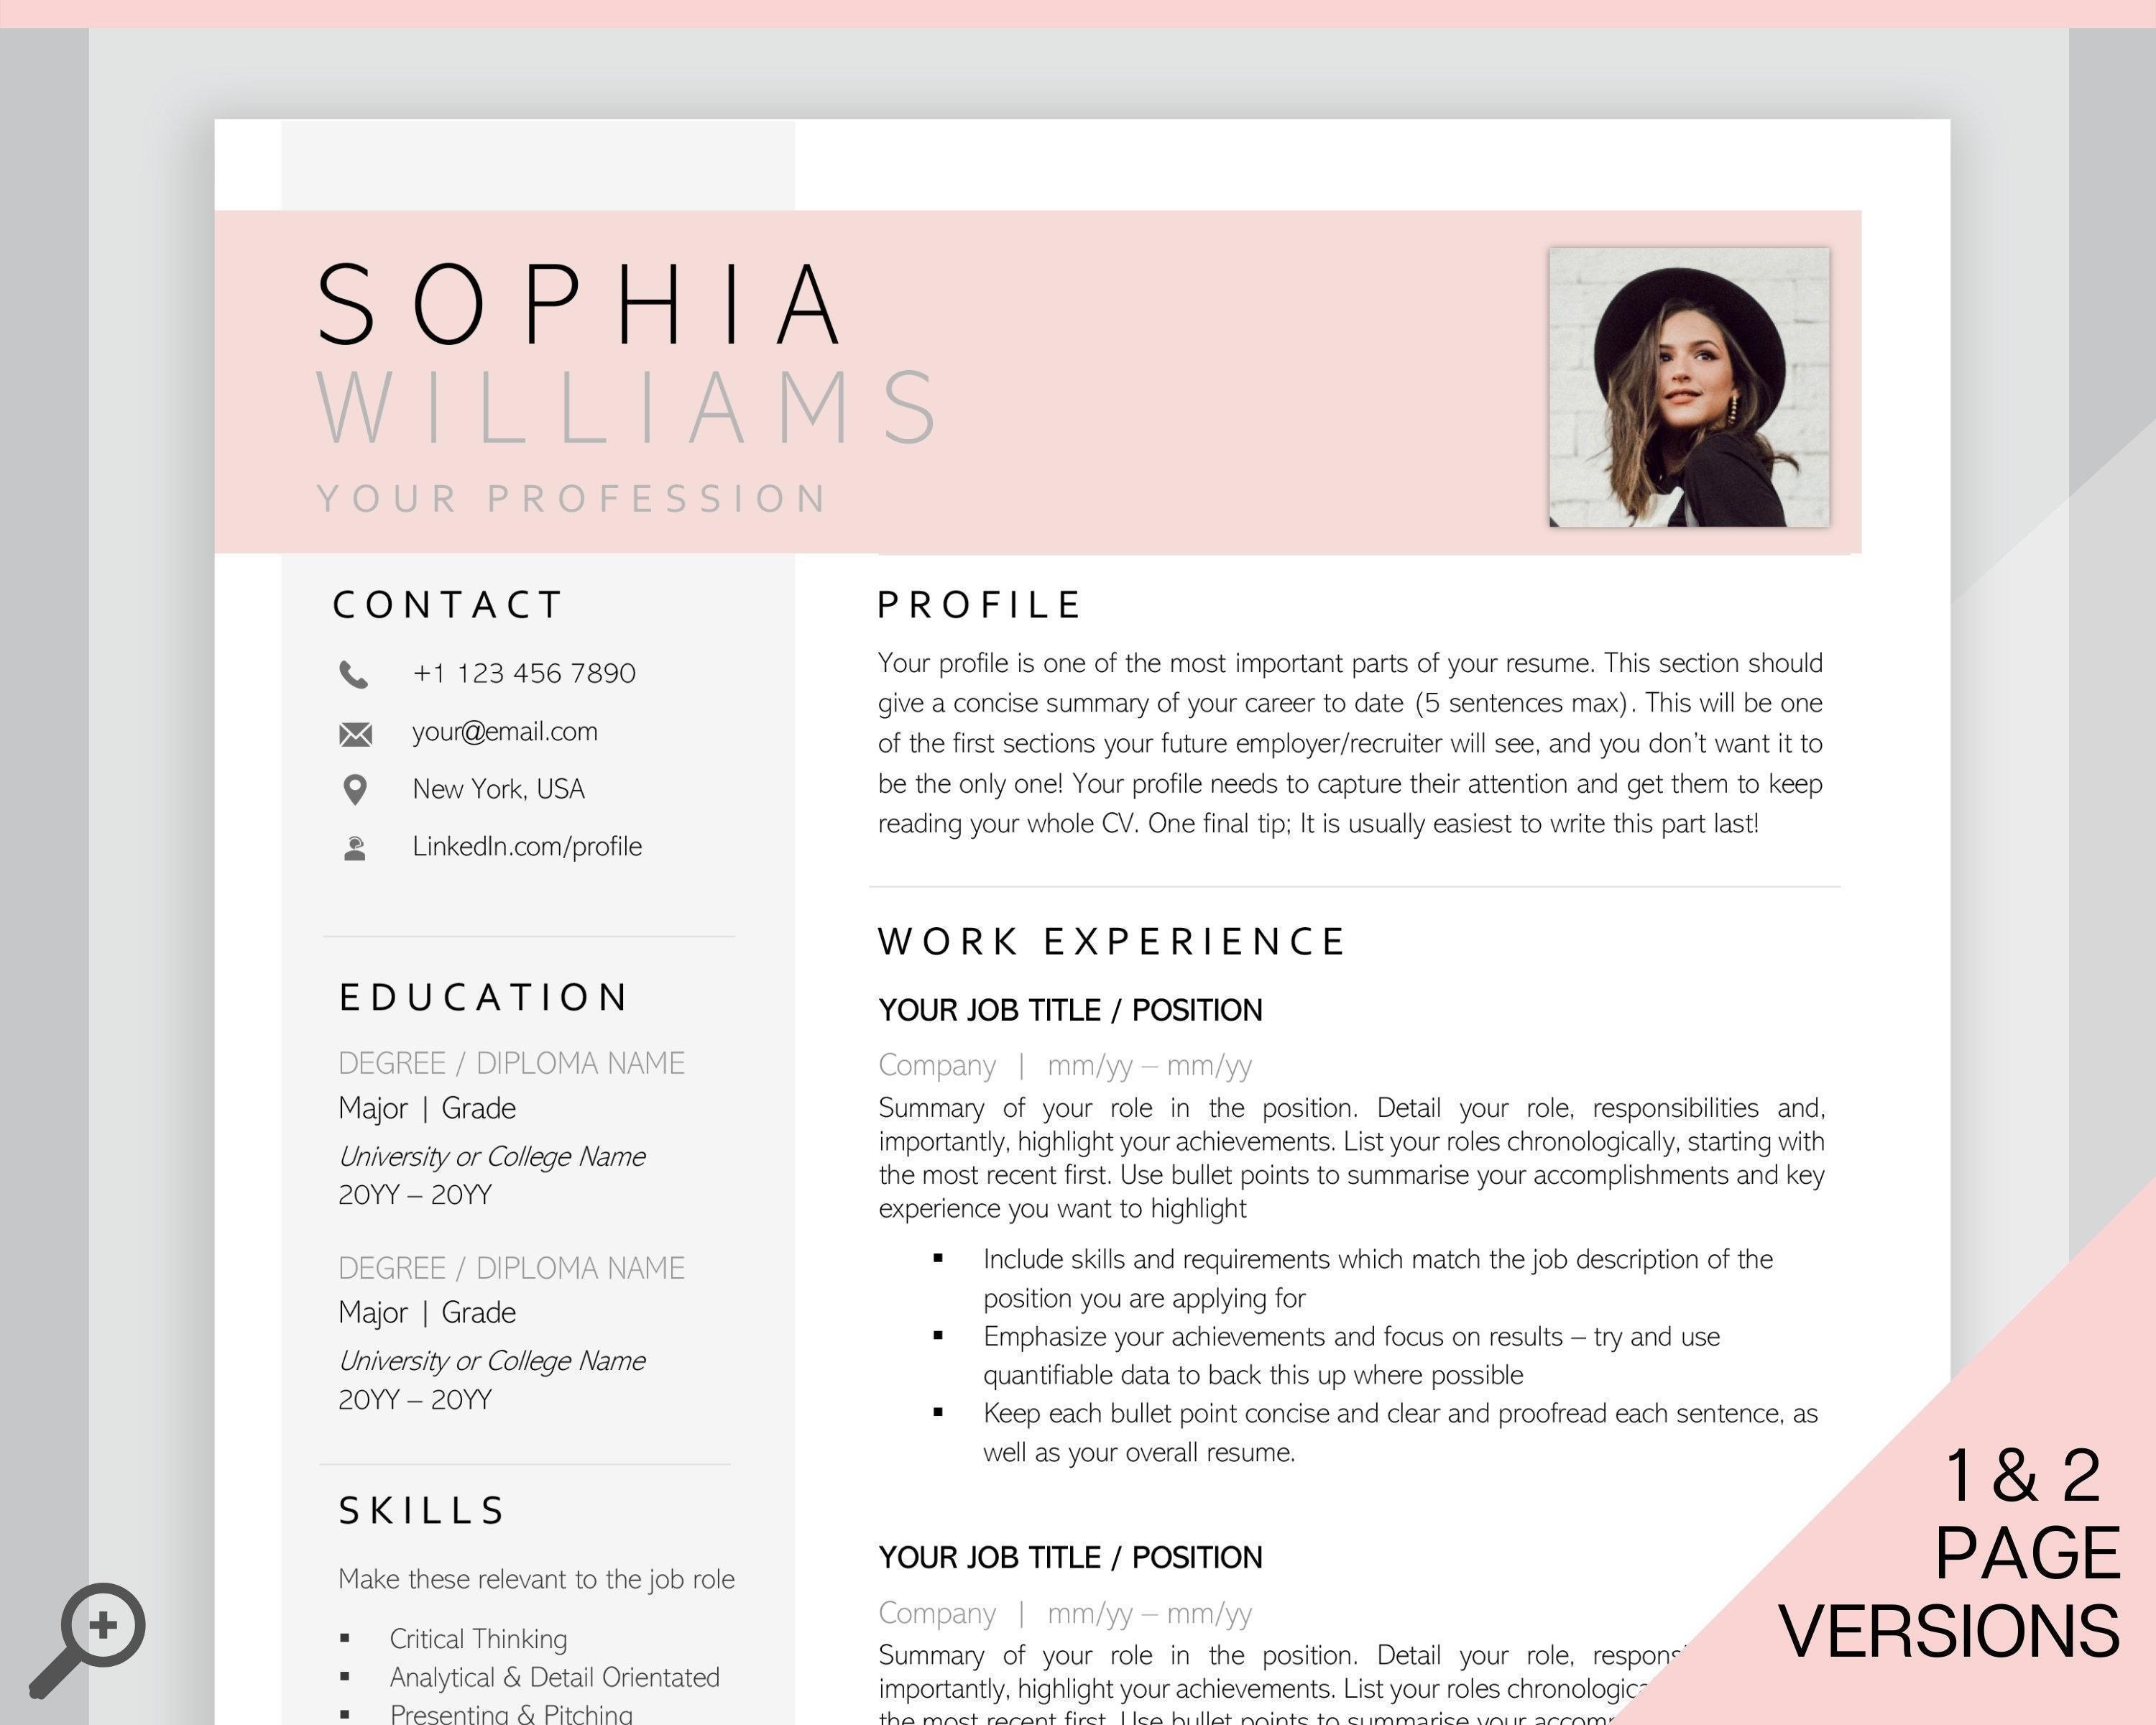 SOPHIA
WILLIAMS
YOUR PROFESSION
CONTACT
+1 123 456 7890
your@email.com
New York, USA
LinkedIn.com/profile
EDUCATION
DEGREE / DIPLOMA NAME
Major | Grade
University or College Name
20YY – 20YY
DEGREE / DIPLOMA NAME
Major | Grade
University or College Name
20YY – 20YY
SKILLS
Make these relevant to the job role
▪ Critical Thinking
▪ Analytical & Detail Orientated
▪ Presenting & Pitching
PROFILE
Your profile is one of the most important parts of your resume. This section should
give a concise summary of your career to date (5 sentences max). This will be one
of the first sections your future employer/recruiter will see, and you don’t want it to
be the only one! Your profile needs to capture their attention and get them to keep
reading your whole CV. One final tip; It is usually easiest to write this part last!
WORK EXPERIENCE
YOUR JOB TITLE / POSITION
Company | mm/yy – mm/yy
Summary of your role in the position. Detail your role, responsibilities and,
importantly, highlight your achievements. List your roles chronologically, starting with
the most recent first. Use bullet points to summarise your accomplishments and key
experience you want to highlight
▪ Include skills and requirements which match the job description of the
position you are applying for
▪ Emphasize your achievements and focus on results – try and use
quantifiable data to back this up where possible
▪ Keep each bullet point concise and clear and proofread each sentence, as
well as your overall resume.
YOUR JOB TITLE / POSITION
Company | mm/yy – mm/yy
Summary of your role in the position. Detail your role, respons
importantly, highlight your achievements. List your roles chronologica
the most recent first. Use bullet points to summarise your accom
1 & 2
PAGE
VERSIONS